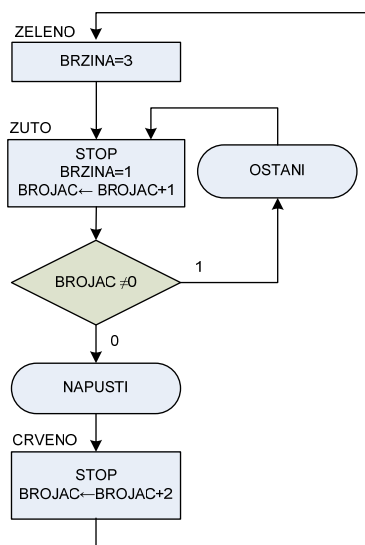 ZELENO
BRZINA=3
ZUTO
STOP
BRZINA=1
BROJAC← BROJAC+1
OSTANI
BROJAC ≠0
1
0
NAPUSTI
CRVENO
STOP
BROJAC←BROJAC+2